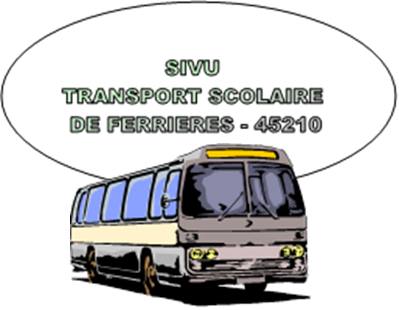 SIVU
TRANSPORT SCOLAIRE
DE FERRIERES - 45210